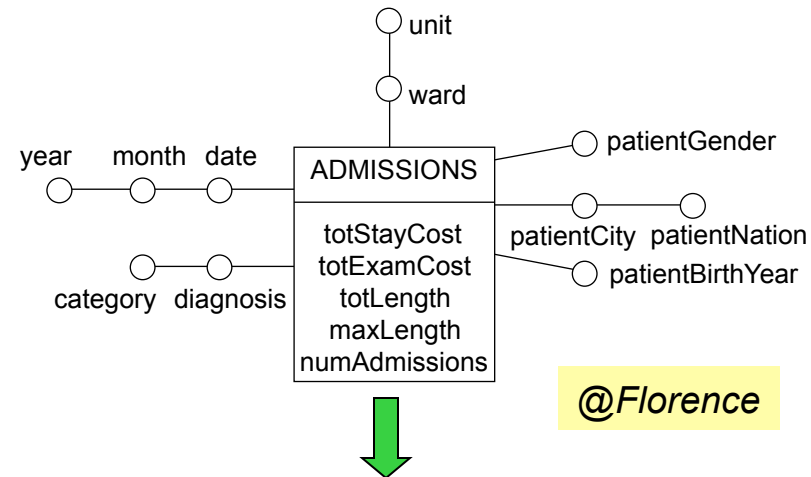 unit
ward
year month date
ADMISSIONS
patientGender
totStayCost
totExamCost
totLength
maxLength
numAdmissions
patientCity patientNation
patientBirthYear
category diagnosis
@Florence